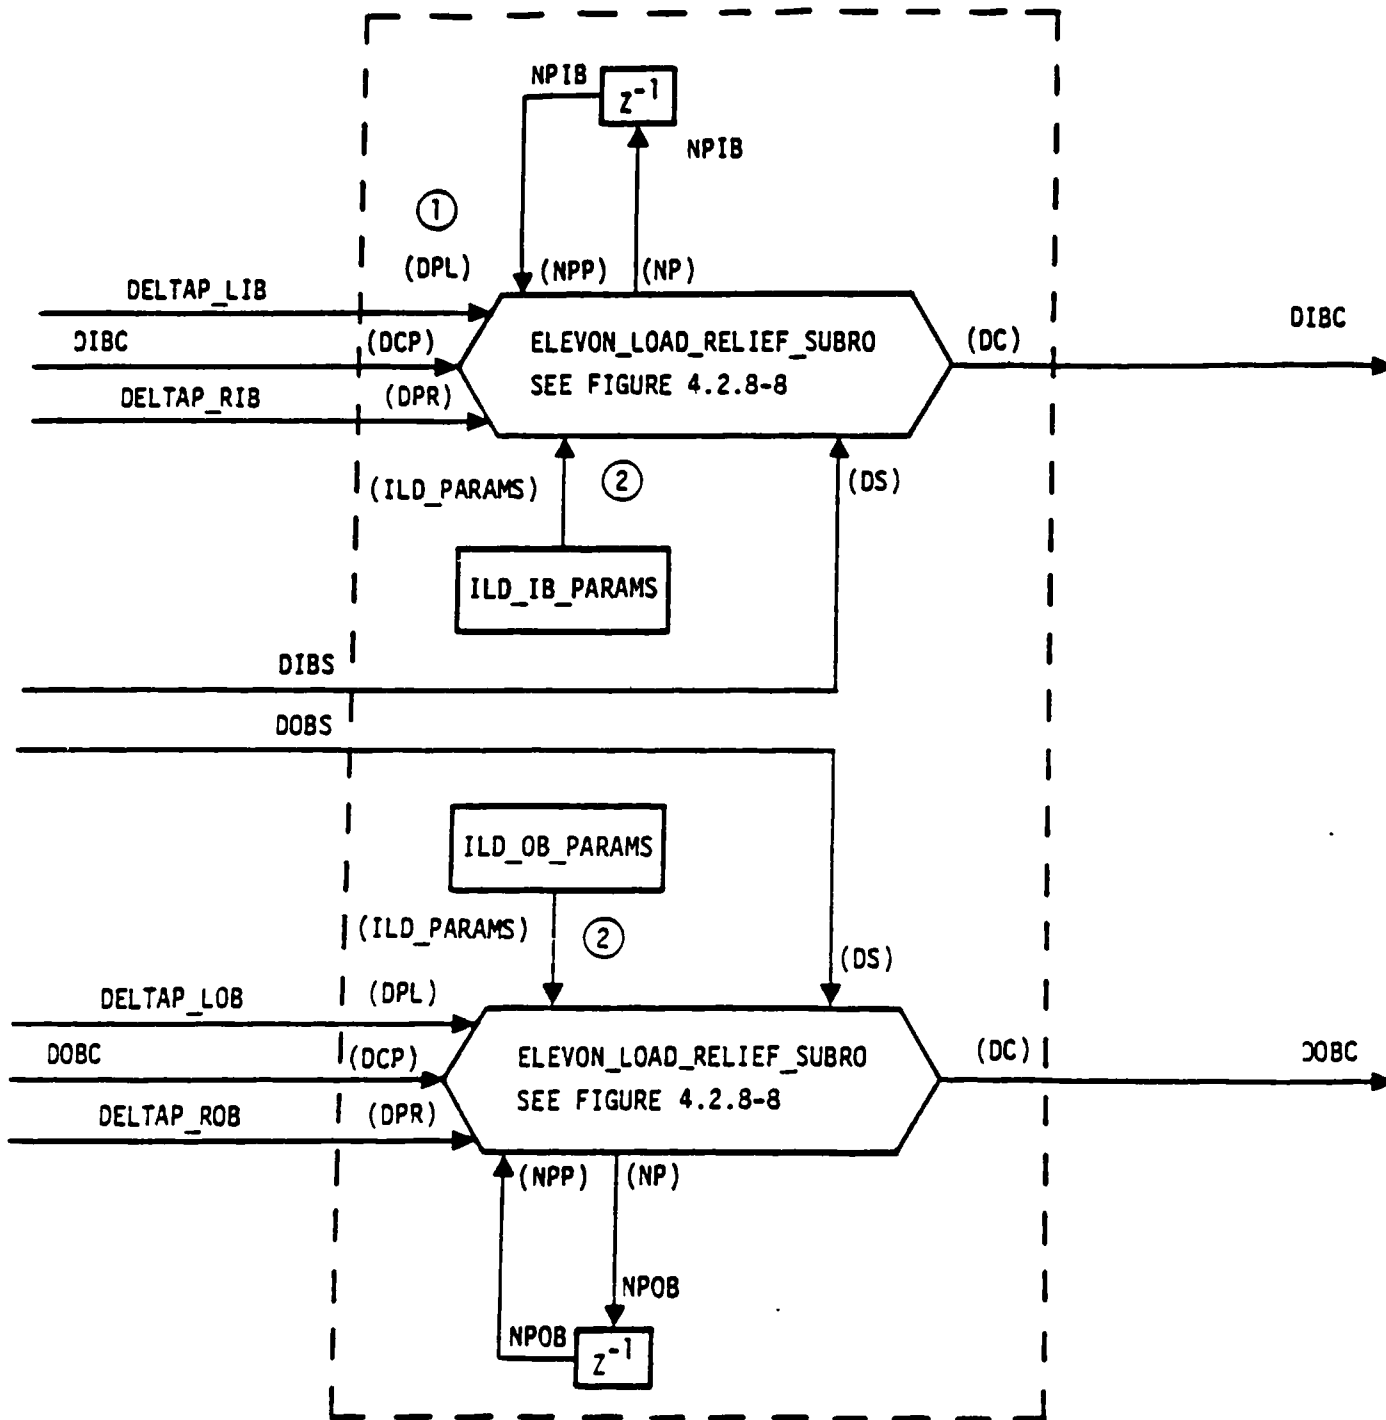 NPIB
Z-1
NPIB
1
(DPL) (NPP) (NP)
DELTAP_LIB
DIBC (DCP) ELEVON_LOAD_RELIEF_SUBRO (DC) DIBC
SEE FIGURE 4.2.8-8
DELTAP_RIB (DPR)
(ILD_PARAMS) 2 (DS)
ILD_IB_PARAMS
DIBS
DOBS
ILD_OB_PARAMS
(ILD_PARAMS) 2
(DS)
DELTAP_LOB (DPL)
DOBC (DCP) ELEVON_LOAD_RELIEF_SUBRO (DC) DOBC
SEE FIGURE 4.2.8-8
DELTAP_ROB (DPR)
(NPP) (NP)
NPOB
NPOB
Z-1